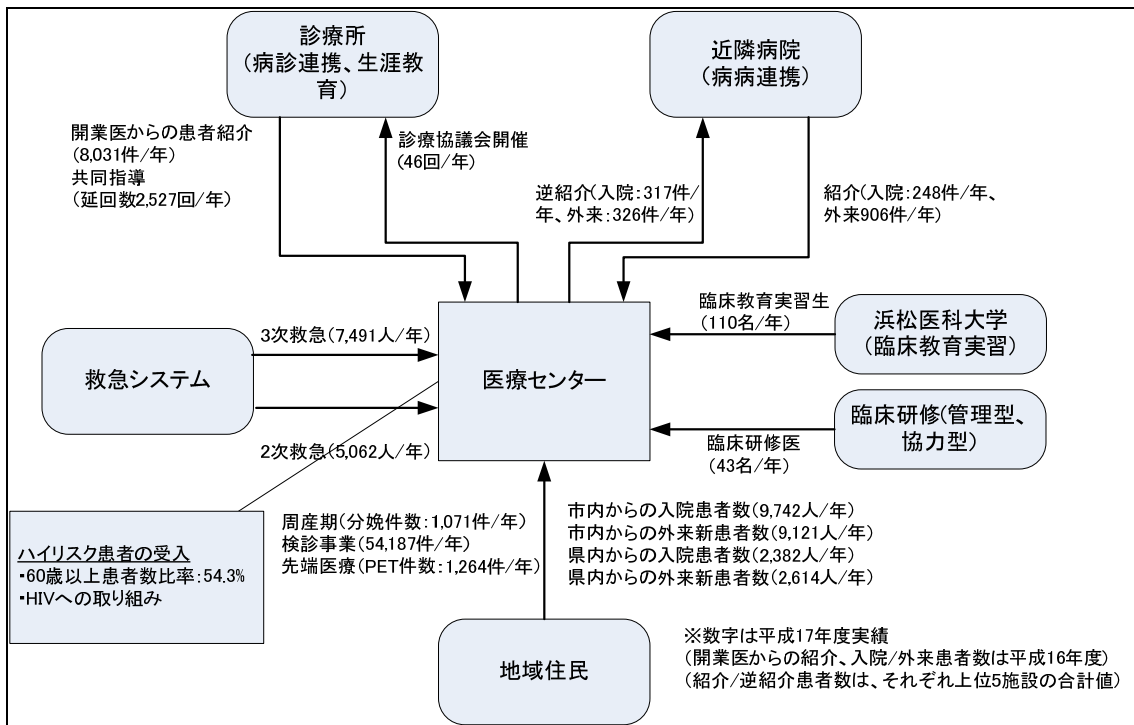 診療所
(病診連携、生涯教
育)
近隣病院
(病病連携)
開業医からの患者紹介
(8,031件/年)
共同指導
(延回数2,527回/年)
診療協議会開催
(46回/年)
逆紹介(入院:317件/
年、外来:326件/年)
紹介(入院:248件/年、
外来906件/年)
臨床教育実習生
(110名/年)
浜松医科大学
(臨床教育実習)
3次救急(7,491人/年)
救急システム
医療センター
2次救急(5,062人/年)
臨床研修(管理型、
協力型)
臨床研修医
(43名/年)
周産期(分娩件数:1,071件/年)
検診事業(54,187件/年)
先端医療(PET件数:1,264件/年)
市内からの入院患者数(9,742人/年)
市内からの外来新患者数(9,121人/年)
県内からの入院患者数(2,382人/年)
県内からの外来新患者数(2,614人/年)
ハイリスク患者の受入
・60歳以上患者数比率:54.3%
・HIVへの取り組み
地域住民
※数字は平成17年度実績
(開業医からの紹介、入院/外来患者数は平成16年度)
(紹介/逆紹介患者数は、それぞれ上位5施設の合計値)